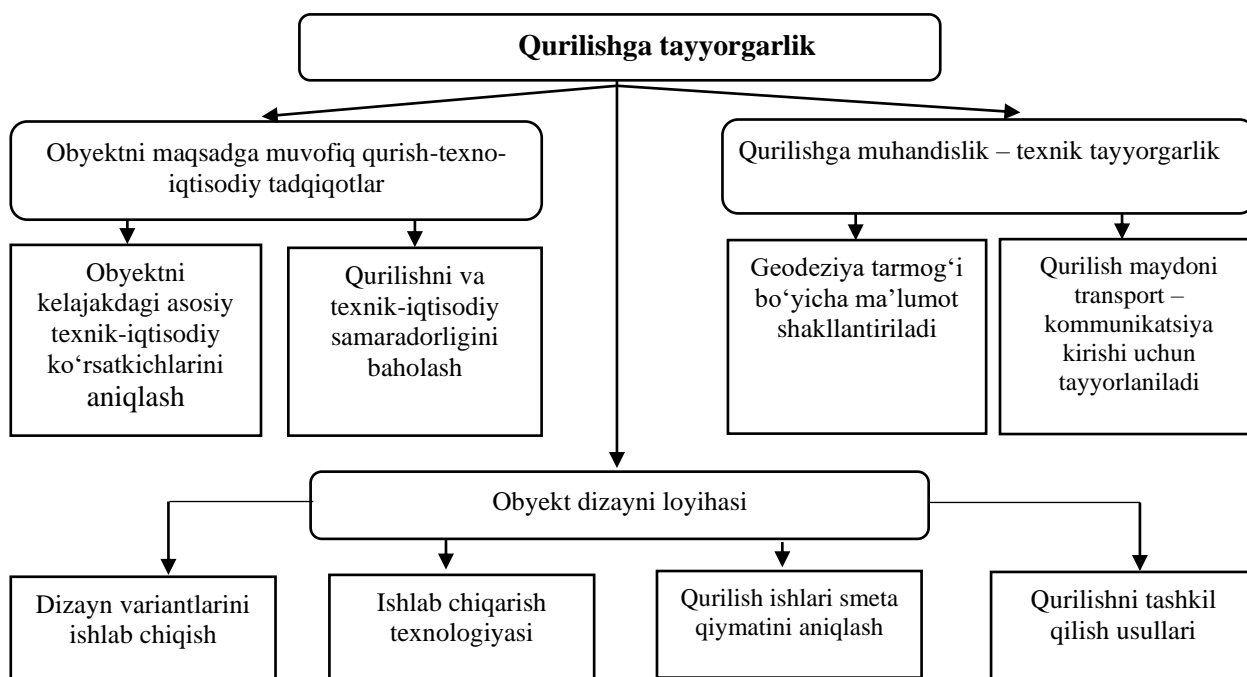 Qurilishga tayyorgarlik
Obyektni maqsadga muvofiq qurish-texno-
iqtisodiy tadqiqotlar
Qurilishga muhandislik – texnik tayyorgarlik
Obyektni
kelajakdagi asosiy
texnik-iqtisodiy
ko‘rsatkichlarini
aniqlash
Qurilishni va
texnik-iqtisodiy
samaradorligini
baholash
Geodeziya tarmog‘i
bo‘yicha ma’lumot
shakllantiriladi
Qurilish maydoni
transport –
kommunikatsiya
kirishi uchun
tayyorlaniladi
Obyekt dizayni loyihasi
Dizayn variantlarini
ishlab chiqish
Ishlab chiqarish
texnologiyasi
Qurilish ishlari smeta
qiymatini aniqlash
Qurilishni tashkil
qilish usullari